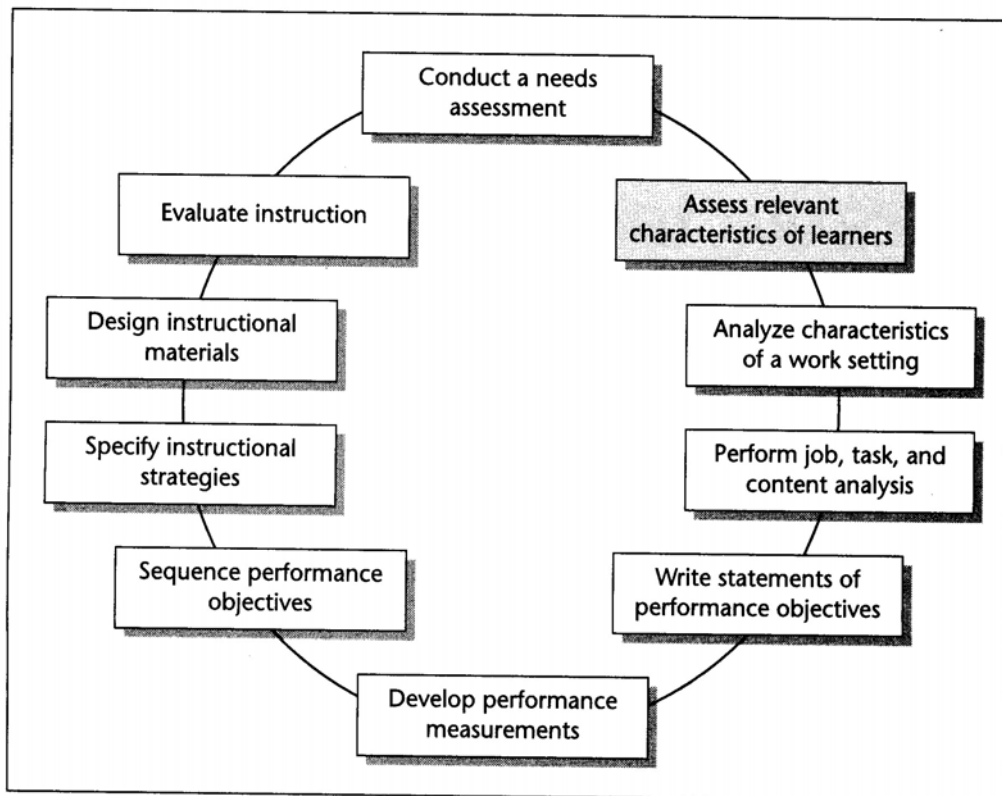 Conduct a needs
assessment
Assess relevant
characteristics of learners
Analyze characteristics
of a work setting
Perform job, task, and
content analysis
Write statements of
performance objectives
Develop performance
measurements
Sequence performance
objectives
Specify instructional
strategies
Design instructional
materials
Evaluate instruction